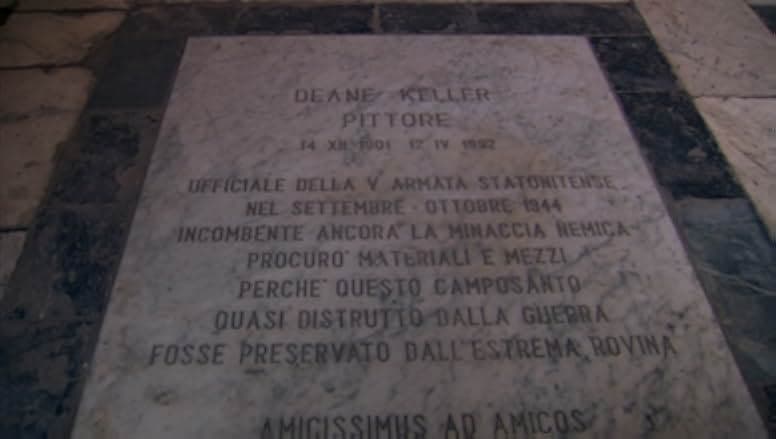 DEANE KELLER
PITTORE
14 XII 1901 12 IV 1992
UFFICIALE DELLA V ARMATA STATONITENSE
NEL SETTEMBRE - OTTOBRE 1944
INCOMBENTE ANCORA LA MINACCIA NEMICA
PROCURO' MATERIALI E MEZZI
PERCHE' QUESTO CAMPOSANTO
QUASI DISTRUTTO DALLA GUERRA
FOSSE PRESERVATO DALL'ESTREMA ROVINA
AMICISSIMUS AD AMICOS